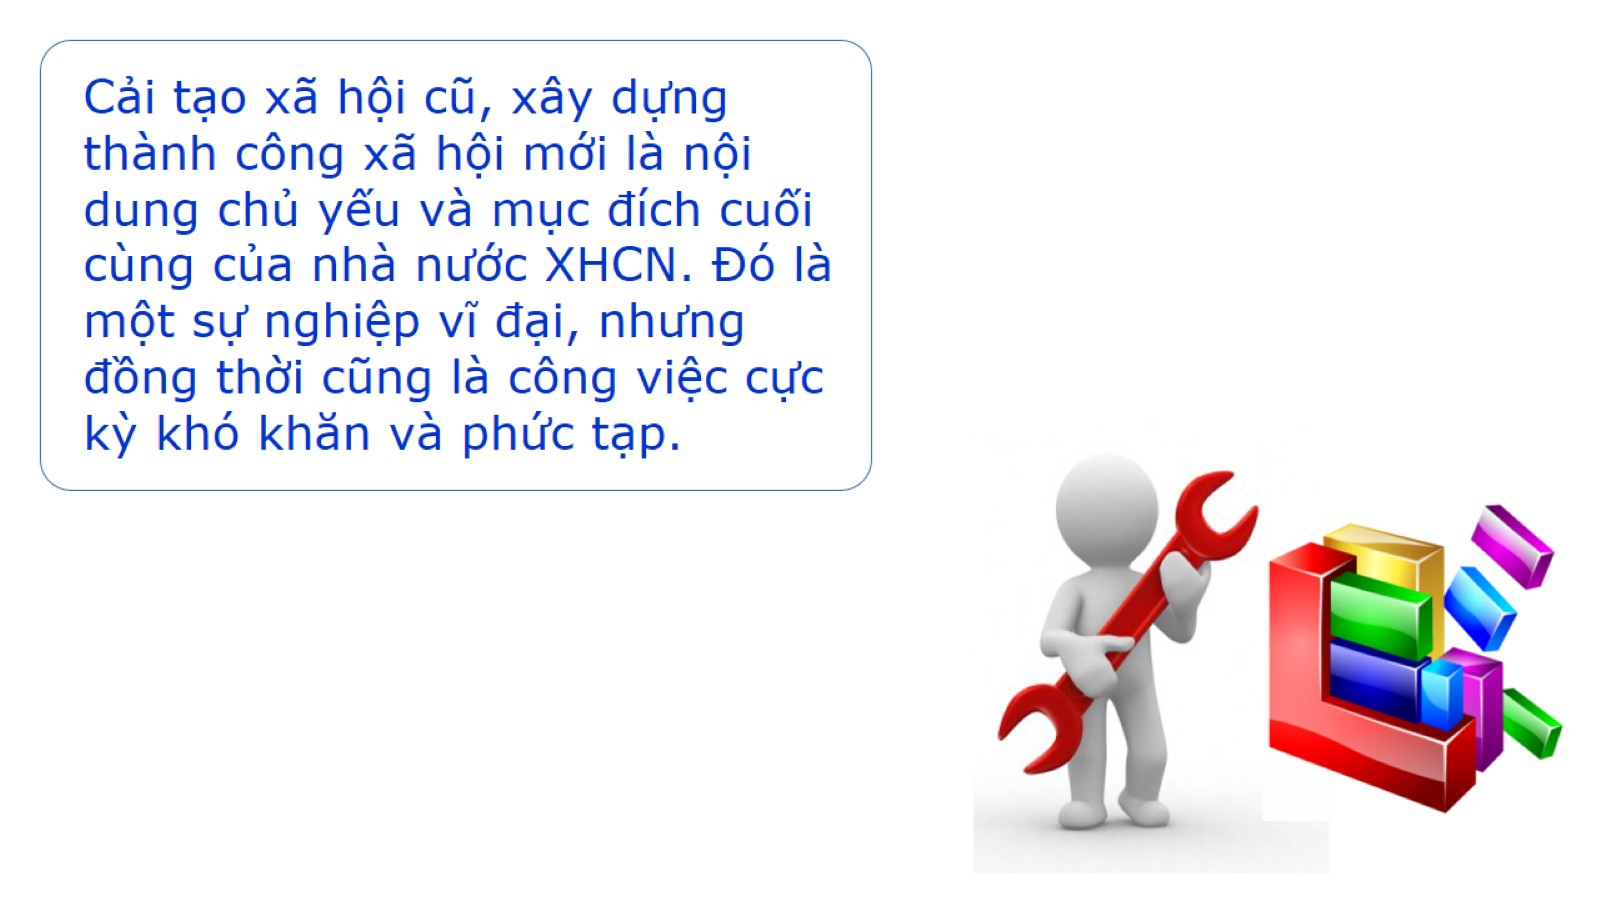 Cải tạo xã hội cũ, xây dựng
thành công xã hội mới là nội
dung chủ yếu và mục đích cuối
cùng của nhà nước XHCN. Đó là
một sự nghiệp vĩ đại, nhưng
đồng thời cũng là công việc cực
kỳ khó khăn và phức tạp.